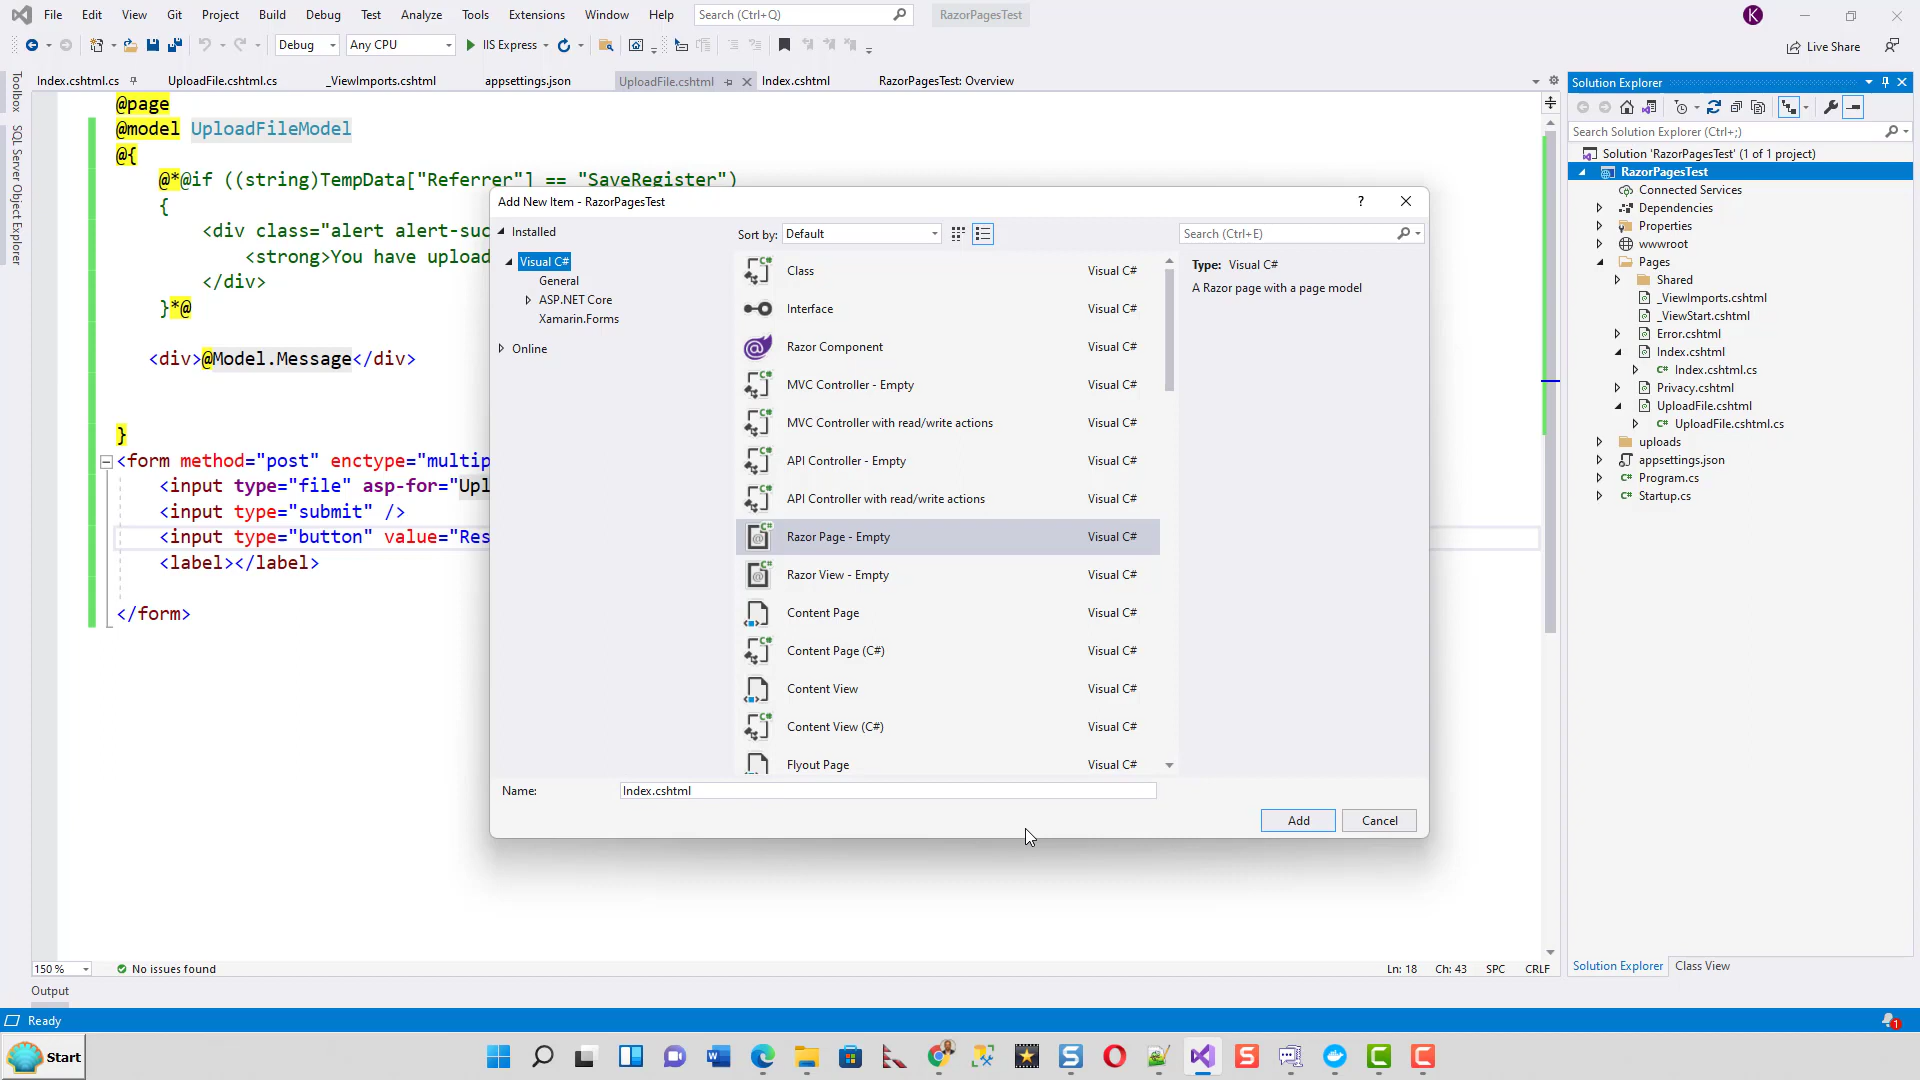 File Edit View Git Project Build Debug Test Analyze Tools Extensions Window Help Search (Ctrl+Q) RazorPagesTest K
Debug Any CPU IIS Express Live Share
Index.cshtml.cs UploadFile.cshtml.cs _ViewImports.cshtml appsettings.json UploadFile.cshtml Index.cshtml RazorPagesTest: Overview
Toolbox
SQL Server Object Explorer
@page
@model UploadFileModel
@{
@*@if ((string)TempData["Referrer"] == "SaveRegister")
{
<div class="alert alert-suc
<strong>You have upload
</div>
}*@
<div>@Model.Message</div>
}
<form method="post" enctype="multip
<input type="file" asp-for="Upl
<input type="submit" />
<input type="button" value="Res
<label></label>
</form>
Add New Item - RazorPagesTest ?
Installed
Visual C#
General
ASP.NET Core
Xamarin.Forms
Online
Sort by: Default
Search (Ctrl+E)
Class Visual C#
Interface Visual C#
Razor Component Visual C#
MVC Controller - Empty Visual C#
MVC Controller with read/write actions Visual C#
API Controller - Empty Visual C#
API Controller with read/write actions Visual C#
Razor Page - Empty Visual C#
Razor View - Empty Visual C#
Content Page Visual C#
Content Page (C#) Visual C#
Content View Visual C#
Content View (C#) Visual C#
Flyout Page Visual C#
Type: Visual C#
A Razor page with a page model
Name: Index.cshtml
Add Cancel
Solution Explorer
Search Solution Explorer (Ctrl+;)
Solution 'RazorPagesTest' (1 of 1 project)
RazorPagesTest
Connected Services
Dependencies
Properties
wwwroot
Pages
Shared
_ViewImports.cshtml
_ViewStart.cshtml
Error.cshtml
Index.cshtml
C# Index.cshtml.cs
Privacy.cshtml
UploadFile.cshtml
C# UploadFile.cshtml.cs
uploads
appsettings.json
C# Program.cs
C# Startup.cs
Solution Explorer Class View
150 % No issues found Ln: 18 Ch: 43 SPC CRLF
Output
Ready 1
Start